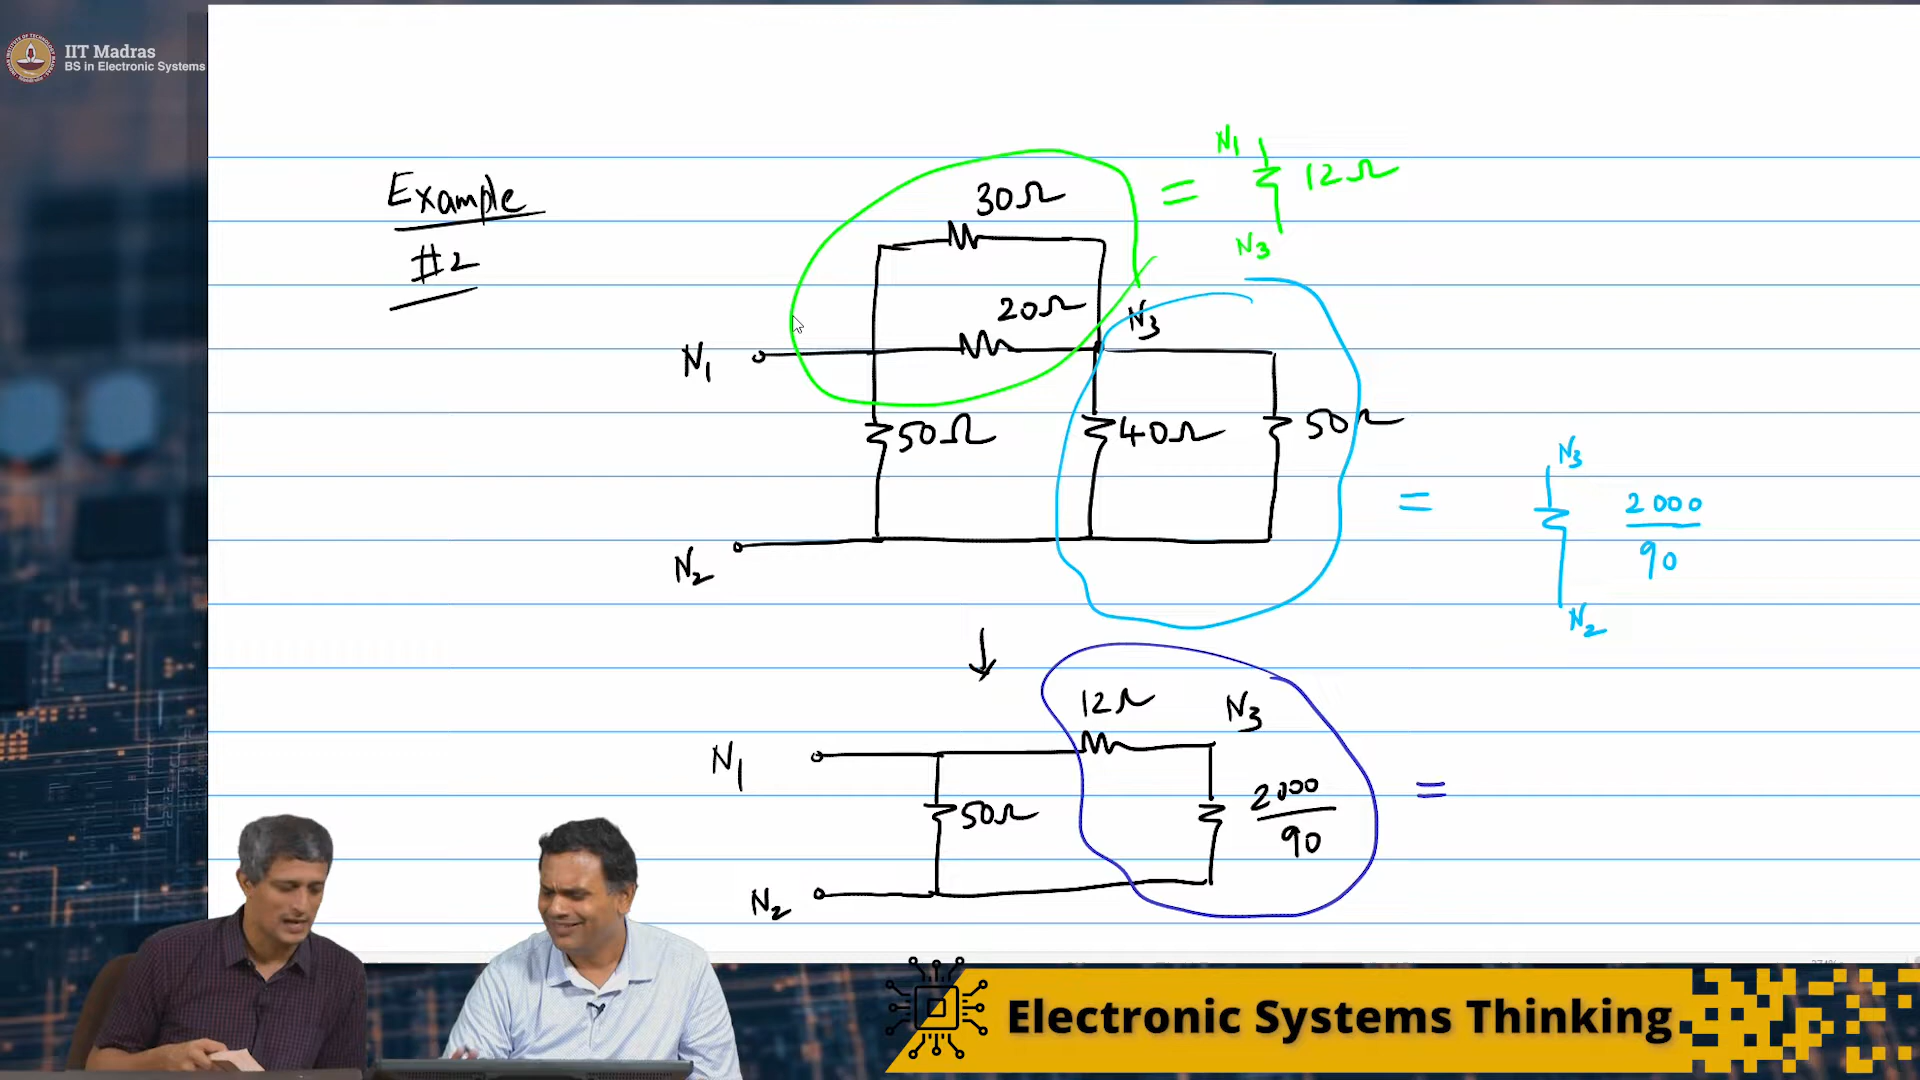 IIT Madras
BS in Electronic Systems
Example
#2
30Ω
= N1 12Ω
N3
20Ω
N3
N1
50Ω
40Ω
50Ω
N2
= N3
2000
90
N2
↓
12Ω
N3
N1
50Ω
2000
90
=
N2
Electronic Systems Thinking